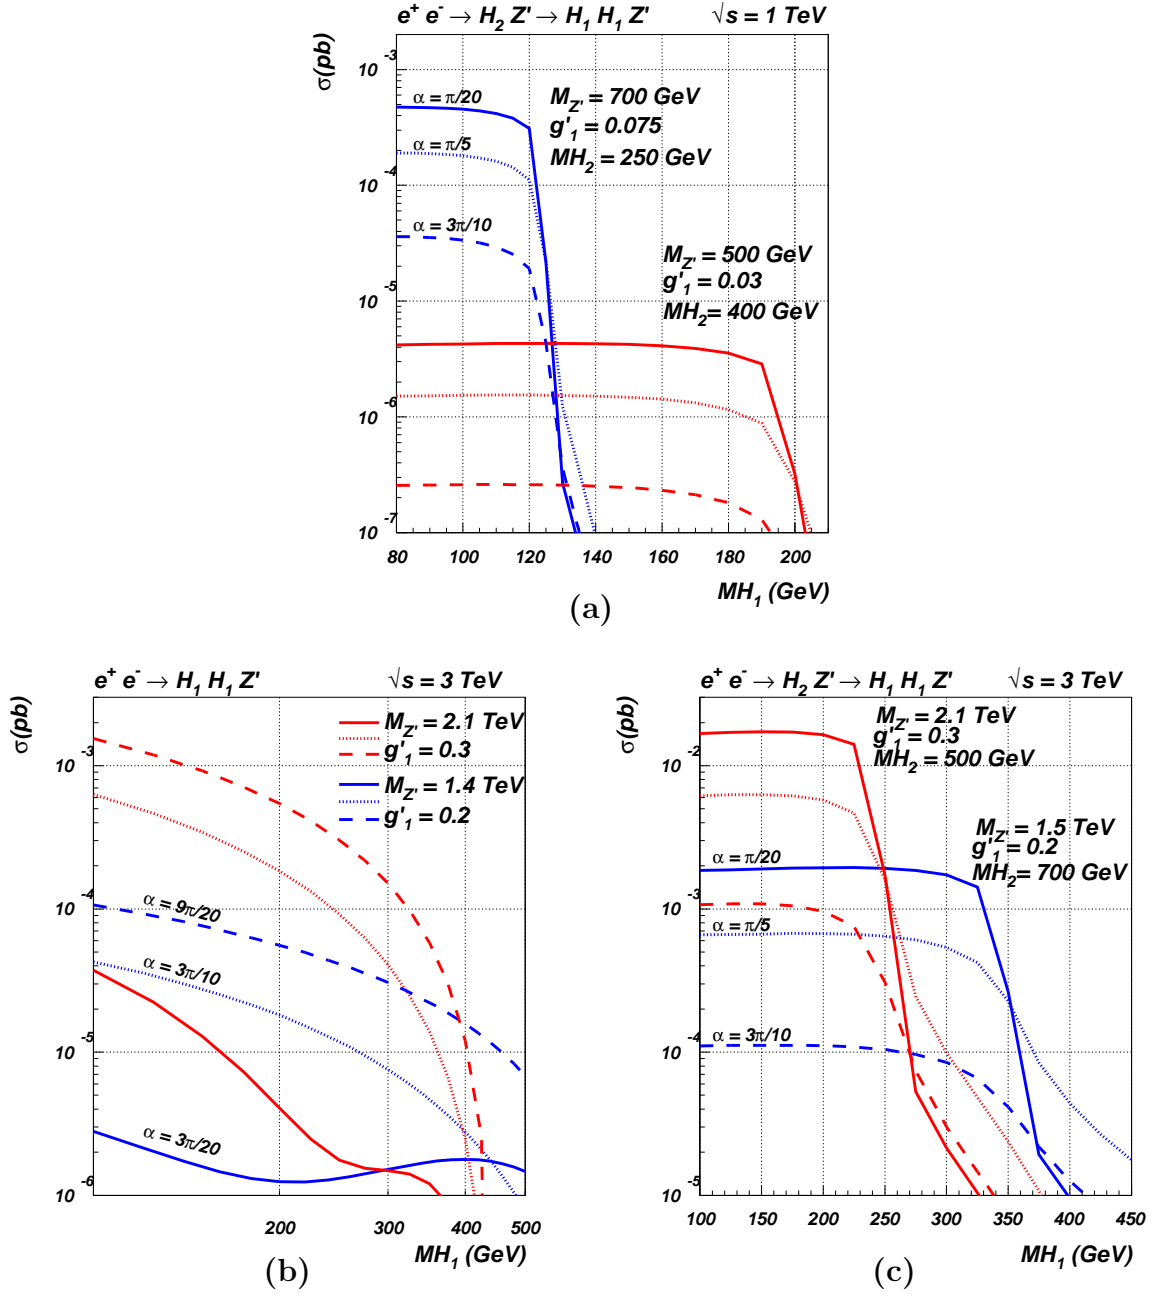 e⁺ e⁻ → H₂ Z' → H₁ H₁ Z' √s = 1 TeV
σ(pb)
10⁻³
10⁻⁴
10⁻⁵
10⁻⁶
10⁻⁷
α = π/20
α = π/5
α = 3π/10
M_Z' = 700 GeV
g'₁ = 0.075
MH₂ = 250 GeV
M_Z' = 500 GeV
g'₁ = 0.03
MH₂ = 400 GeV
80 100 120 140 160 180 200
MH₁ (GeV)
(a)
e⁺ e⁻ → H₁ H₁ Z' √s = 3 TeV
σ(pb)
10⁻³
10⁻⁴
10⁻⁵
10⁻⁶
M_Z' = 2.1 TeV
g'₁ = 0.3
M_Z' = 1.4 TeV
g'₁ = 0.2
α = 9π/20
α = 3π/10
α = 3π/20
200 300 400 500
MH₁ (GeV)
(b)
e⁺ e⁻ → H₂ Z' → H₁ H₁ Z' √s = 3 TeV
σ(pb)
10⁻²
10⁻³
10⁻⁴
10⁻⁵
M_Z' = 2.1 TeV
g'₁ = 0.3
MH₂ = 500 GeV
M_Z' = 1.5 TeV
g'₁ = 0.2
MH₂ = 700 GeV
α = π/20
α = π/5
α = 3π/10
100 150 200 250 300 350 400 450
MH₁ (GeV)
(c)